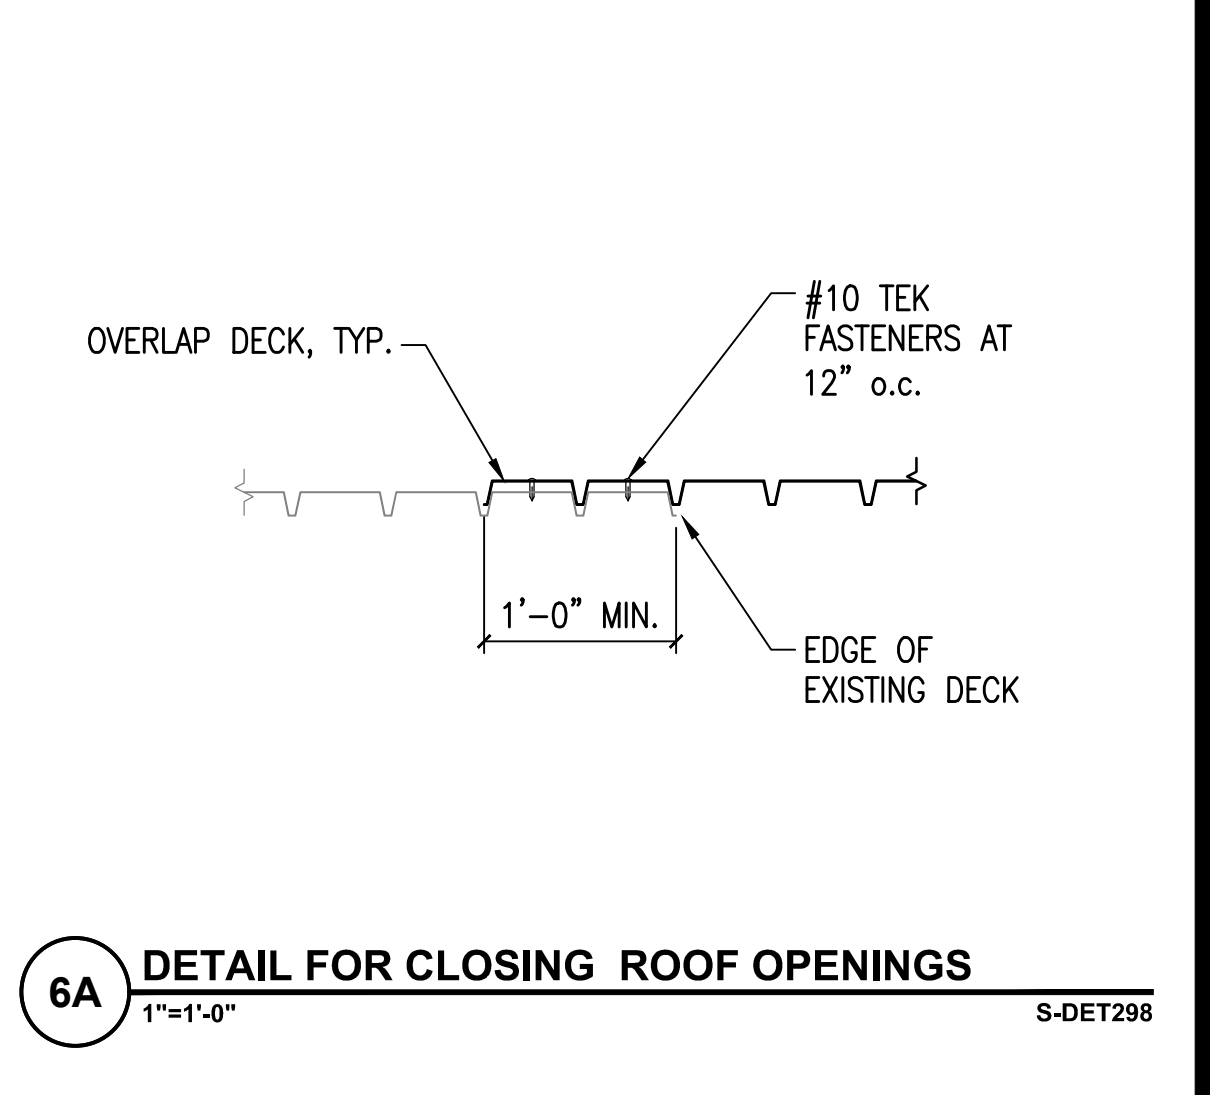 #10 TEK
FASTENERS AT
12" o.c.
OVERLAP DECK, TYP.
1'-0" MIN.
EDGE OF
EXISTING DECK
6A
DETAIL FOR CLOSING  ROOF OPENINGS
1"=1'-0"
S-DET298